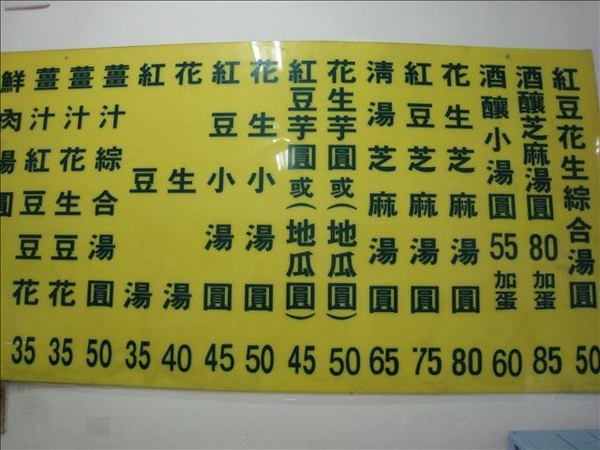 紅豆花生綜合湯圓 50
酒釀芝麻湯圓 80 加蛋 85
酒釀小湯圓 55 加蛋 60
花生芝麻湯圓 80
紅豆芝麻湯圓 75
清湯芝麻湯圓 65
花生芋圓或(地瓜圓) 50
紅豆芋圓或(地瓜圓) 45
花生小湯圓 50
紅豆小湯圓 45
花生湯 40
紅豆湯 35
薑汁綜合湯圓 50
薑汁花生豆花 35
薑汁紅豆豆花 35
鮮肉湯圓